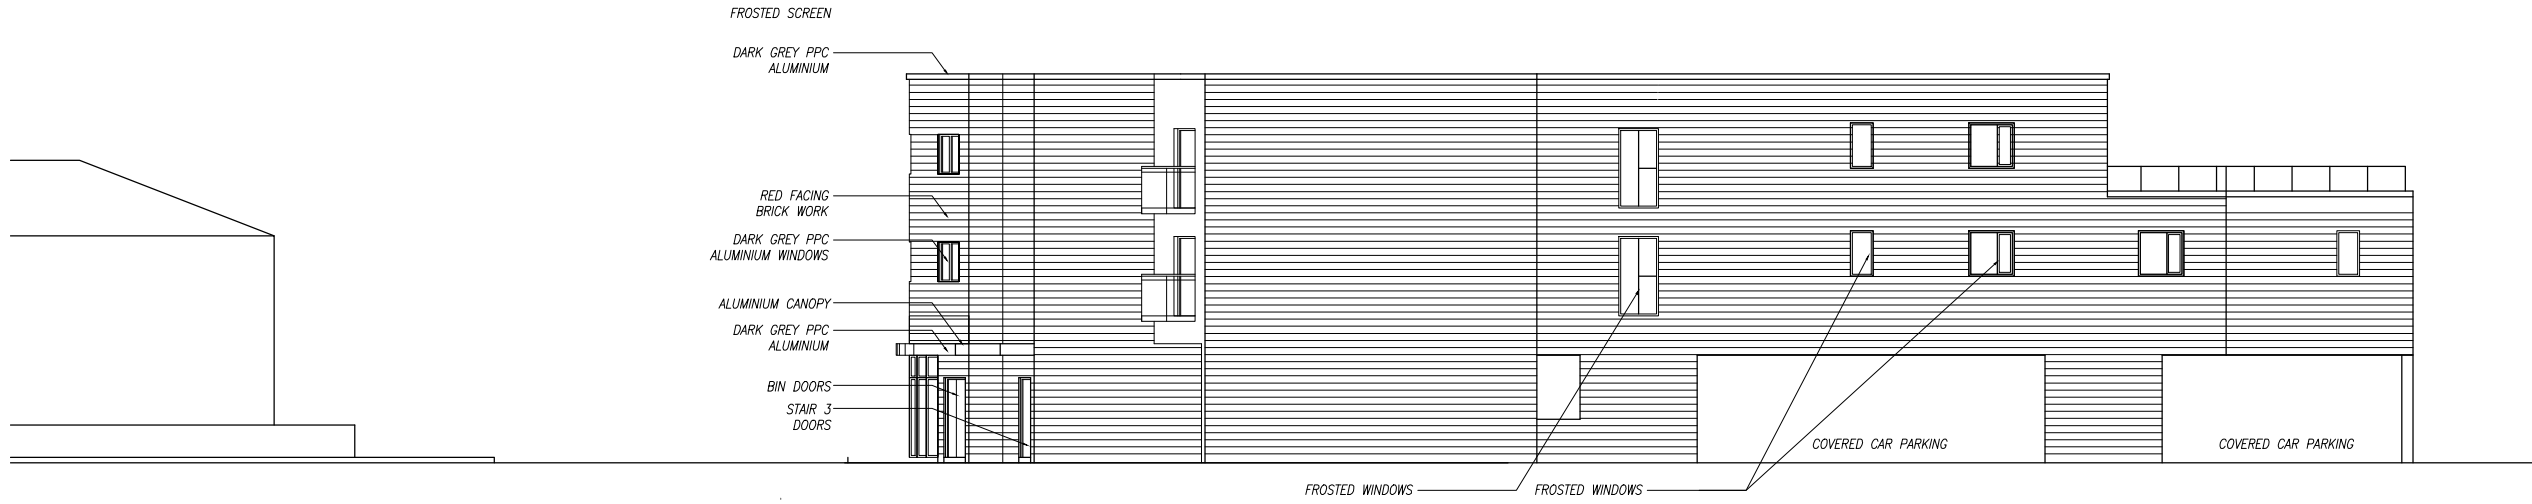 FROSTED SCREEN
DARK GREY PPC
ALUMINIUM
RED FACING
BRICK WORK
DARK GREY PPC
ALUMINIUM WINDOWS
ALUMINIUM CANOPY
DARK GREY PPC
ALUMINIUM
BIN DOORS
STAIR 3
DOORS
COVERED CAR PARKING
COVERED CAR PARKING
FROSTED WINDOWS
FROSTED WINDOWS